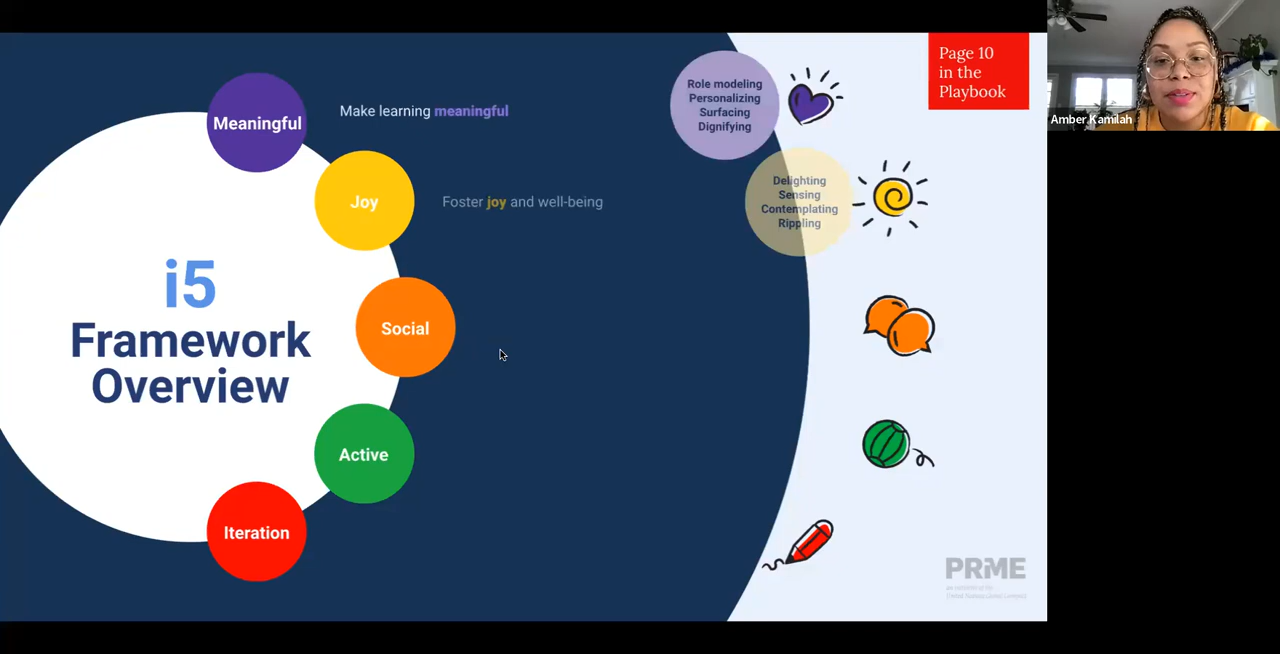 Meaningful
Make learning meaningful
Joy
Foster joy and well-being
i5
Framework
Overview
Social
Active
Iteration
Role modeling
Personalizing
Surfacing
Dignifying
Delighting
Sensing
Contemplating
Rippling
Page 10
in the
Playbook
PRME
Amber Kamilah